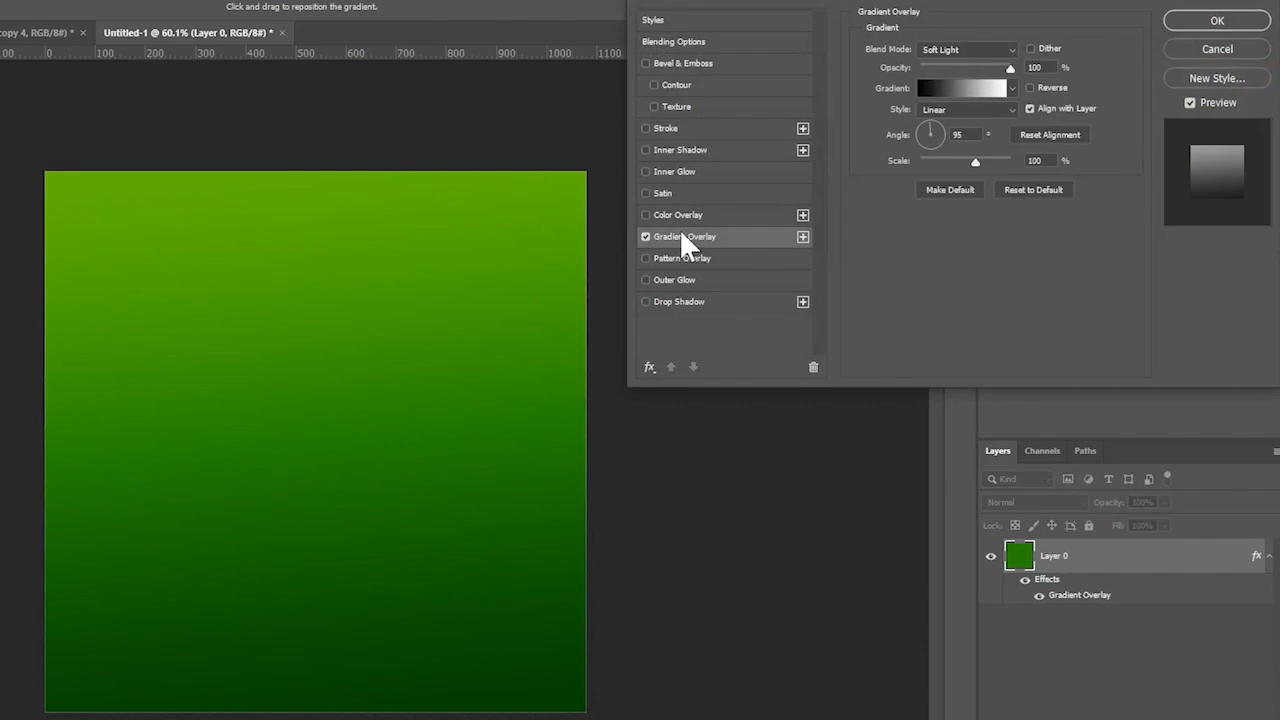 Click and drag to reposition the gradient.
copy 4, RGB/8#) * ×
Untitled-1 @ 60.1% (Layer 0, RGB/8#) * ×
0 100 200 300 400 500 600 700 800 900 1000 1100
Styles
Blending Options
Bevel & Emboss
Contour
Texture
Stroke
Inner Shadow
Inner Glow
Satin
Color Overlay
Gradient Overlay
Pattern Overlay
Outer Glow
Drop Shadow
fx
Gradient Overlay
Gradient
Blend Mode: Soft Light Dither
Opacity: 100 %
Gradient: Reverse
Style: Linear Align with Layer
Angle: 95 ° Reset Alignment
Scale: 100 %
Make Default Reset to Default
OK
Cancel
New Style...
Preview
Layers Channels Paths
Kind
Normal Opacity: 100%
Lock: Fill: 100%
Layer 0 fx
Effects
Gradient Overlay